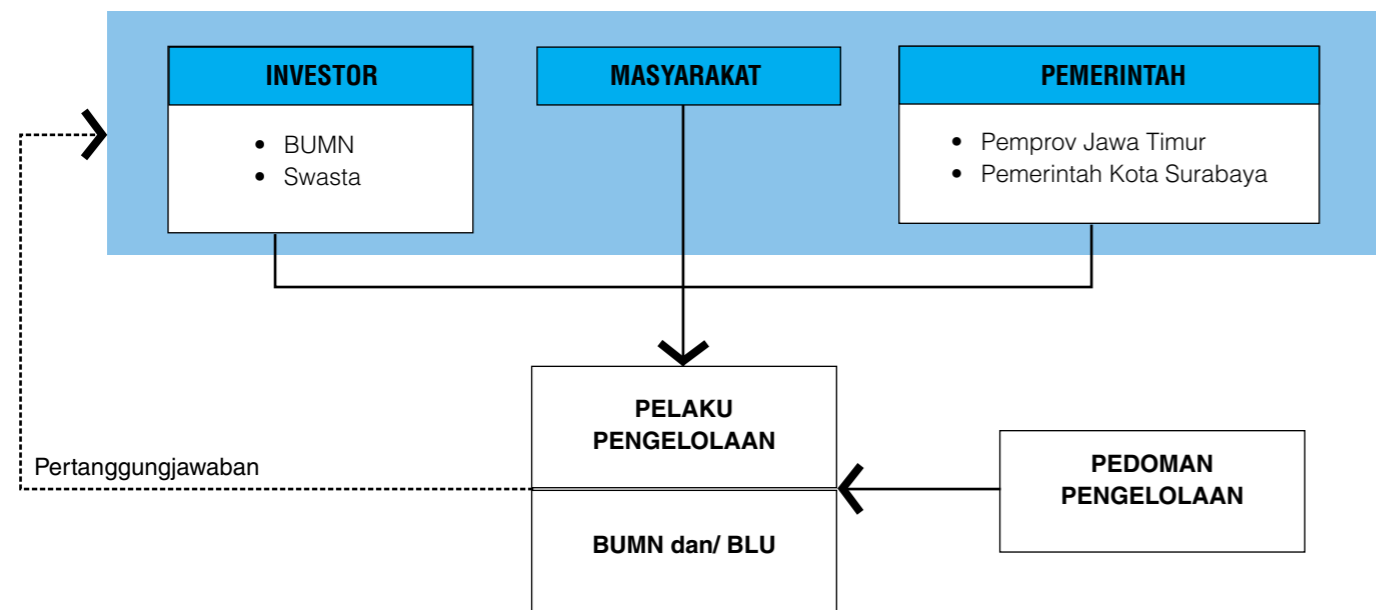 INVESTOR
• BUMN
• Swasta
MASYARAKAT
PEMERINTAH
• Pemprov Jawa Timur
• Pemerintah Kota Surabaya
PELAKU
PENGELOLAAN
BUMN dan/ BLU
Pertanggungjawaban
PEDOMAN
PENGELOLAAN